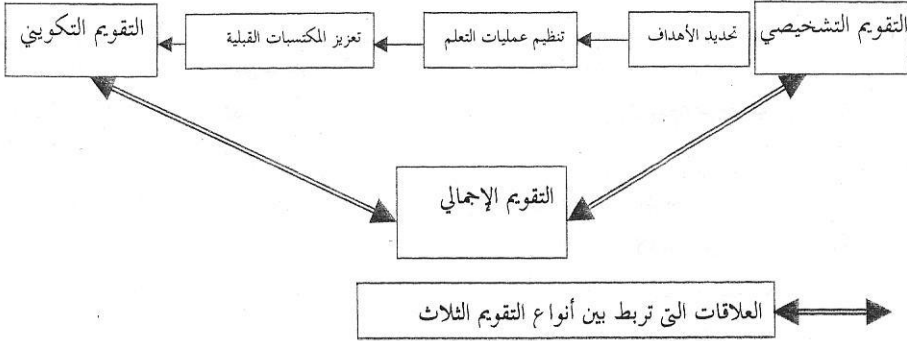 التقويم التشخيصي
تحديد الأهداف
تنظيم عمليات التعلم
تعزيز المكتسبات القبلية
التقويم التكويني
التقويم الإجمالي
العلاقات التي تربط بين أنواع التقويم الثلاث